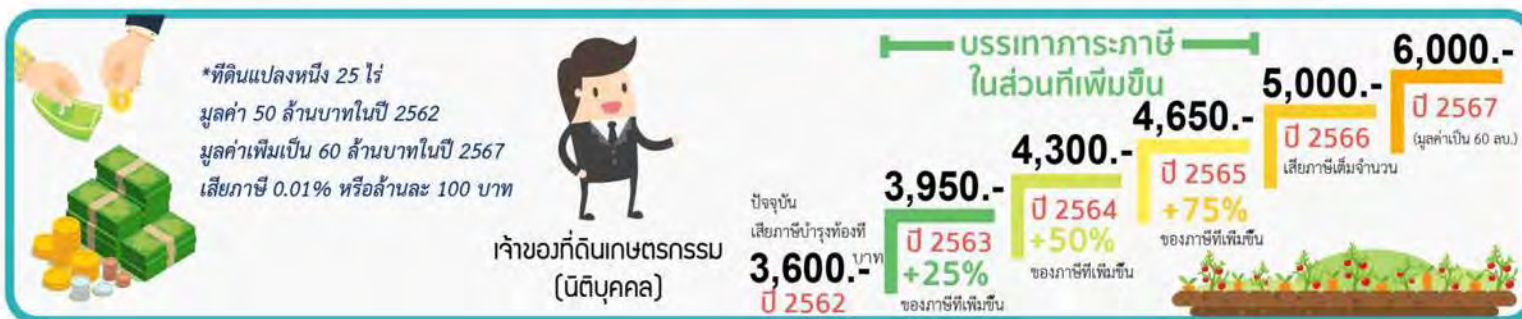 *ที่ดินแปลงหนึ่ง 25 ไร่
มูลค่า 50 ล้านบาทในปี 2562
มูลค่าเพิ่มเป็น 60 ล้านบาทในปี 2567
เสียภาษี 0.01% หรือล้านละ 100 บาท
เจ้าของที่ดินเกษตรกรรม
(นิติบุคคล)
ปัจจุบัน
เสียภาษีบำรุงท้องที่
3,600.- บาท
ปี 2562
บรรเทาภาระภาษี
ในส่วนที่เพิ่มขึ้น
3,950.-
ปี 2563
+25%
ของภาษีที่เพิ่มขึ้น
4,300.-
ปี 2564
+50%
ของภาษีที่เพิ่มขึ้น
4,650.-
ปี 2565
+75%
ของภาษีที่เพิ่มขึ้น
5,000.-
ปี 2566
เสียภาษีเต็มจำนวน
6,000.-
ปี 2567
(มูลค่าเป็น 60 ลบ.)